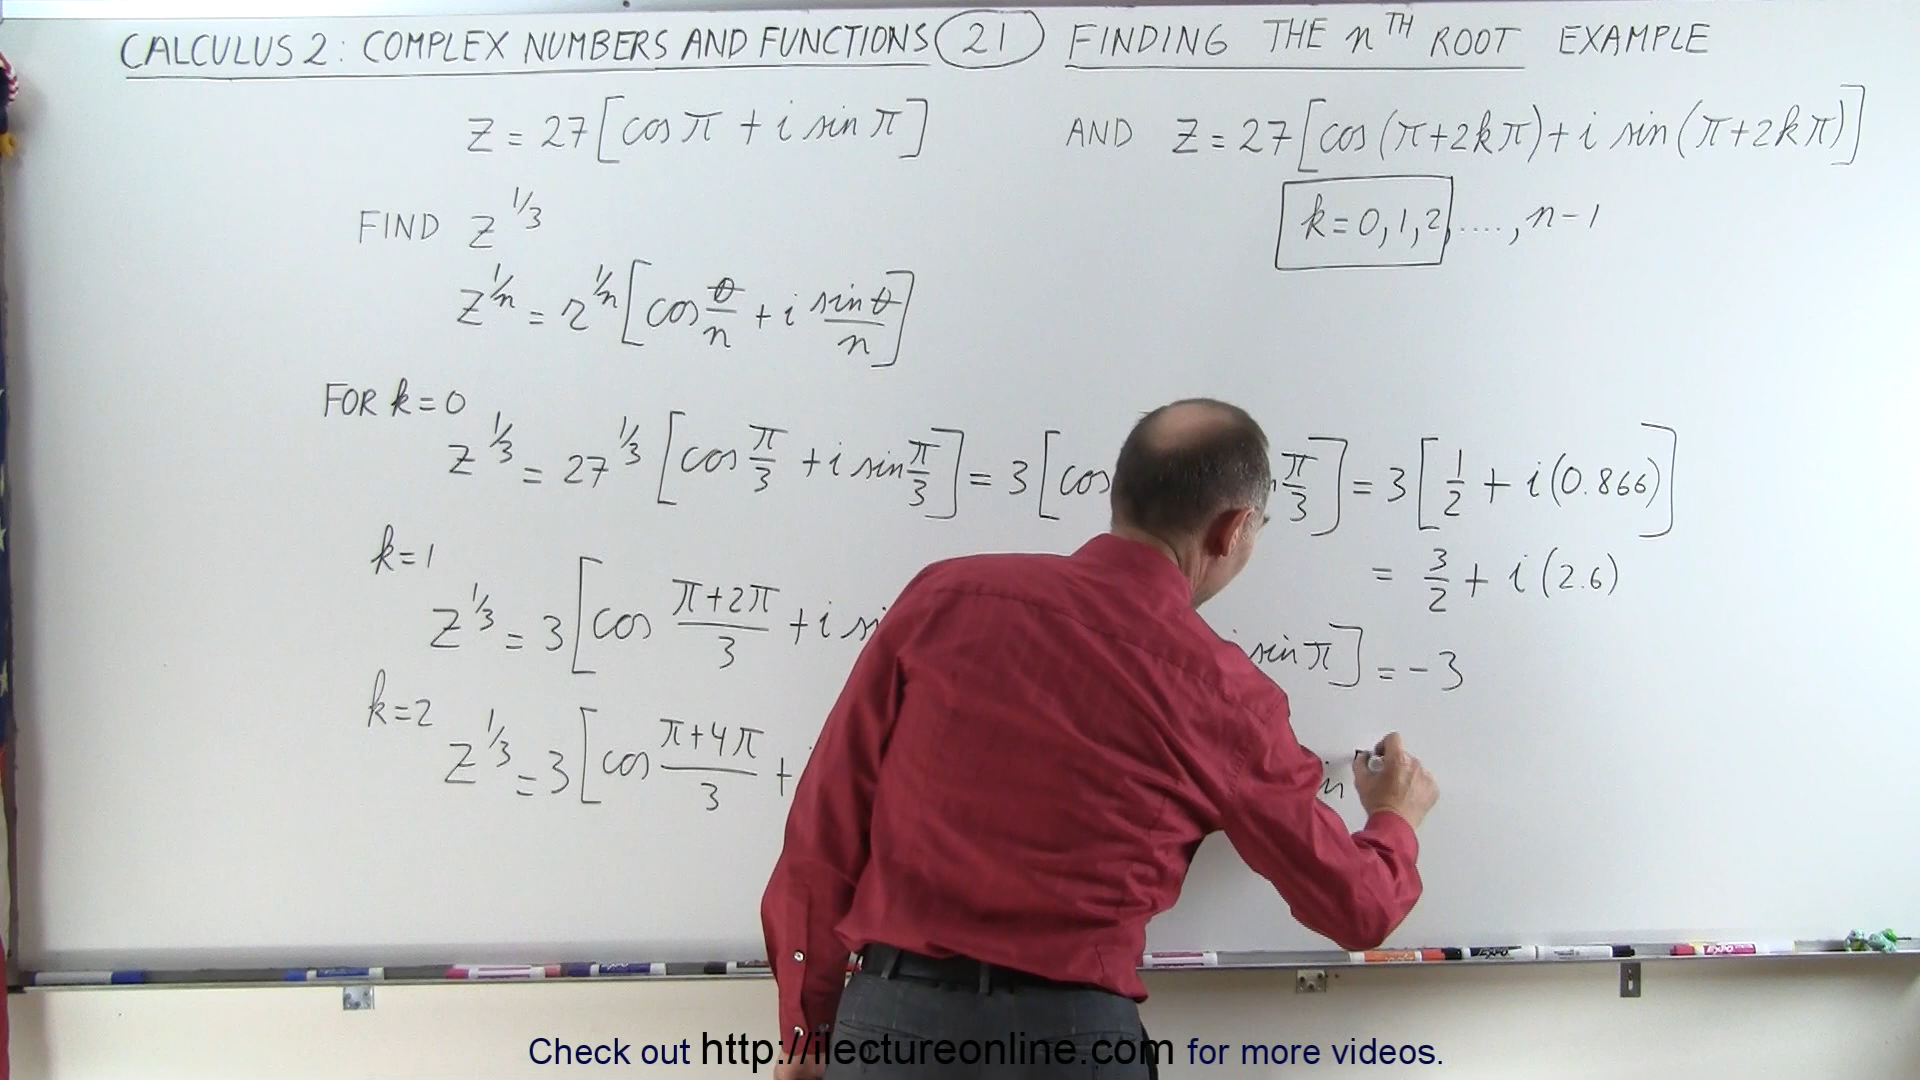 CALCULUS 2: COMPLEX NUMBERS AND FUNCTIONS 21 FINDING THE n^TH ROOT EXAMPLE
z = 27[cos π + i sin π] AND z = 27[cos(π+2kπ) + i sin(π+2kπ)]
FIND z^1/3 k = 0, 1, 2, ...., n-1
z^1/n = r^1/n [cos θ/n + i sin θ/n]
FOR k = 0
z^1/3 = 27^1/3 [cos π/3 + i sin π/3] = 3[cos π/3] = 3[1/2 + i(0.866)]
= 3/2 + i(2.6)
k = 1
z^1/3 = 3[cos π+2π/3 + i sin π] = -3
k = 2
z^1/3 = 3[cos π+4π/3 +
Check out http://ilectureonline.com for more videos.